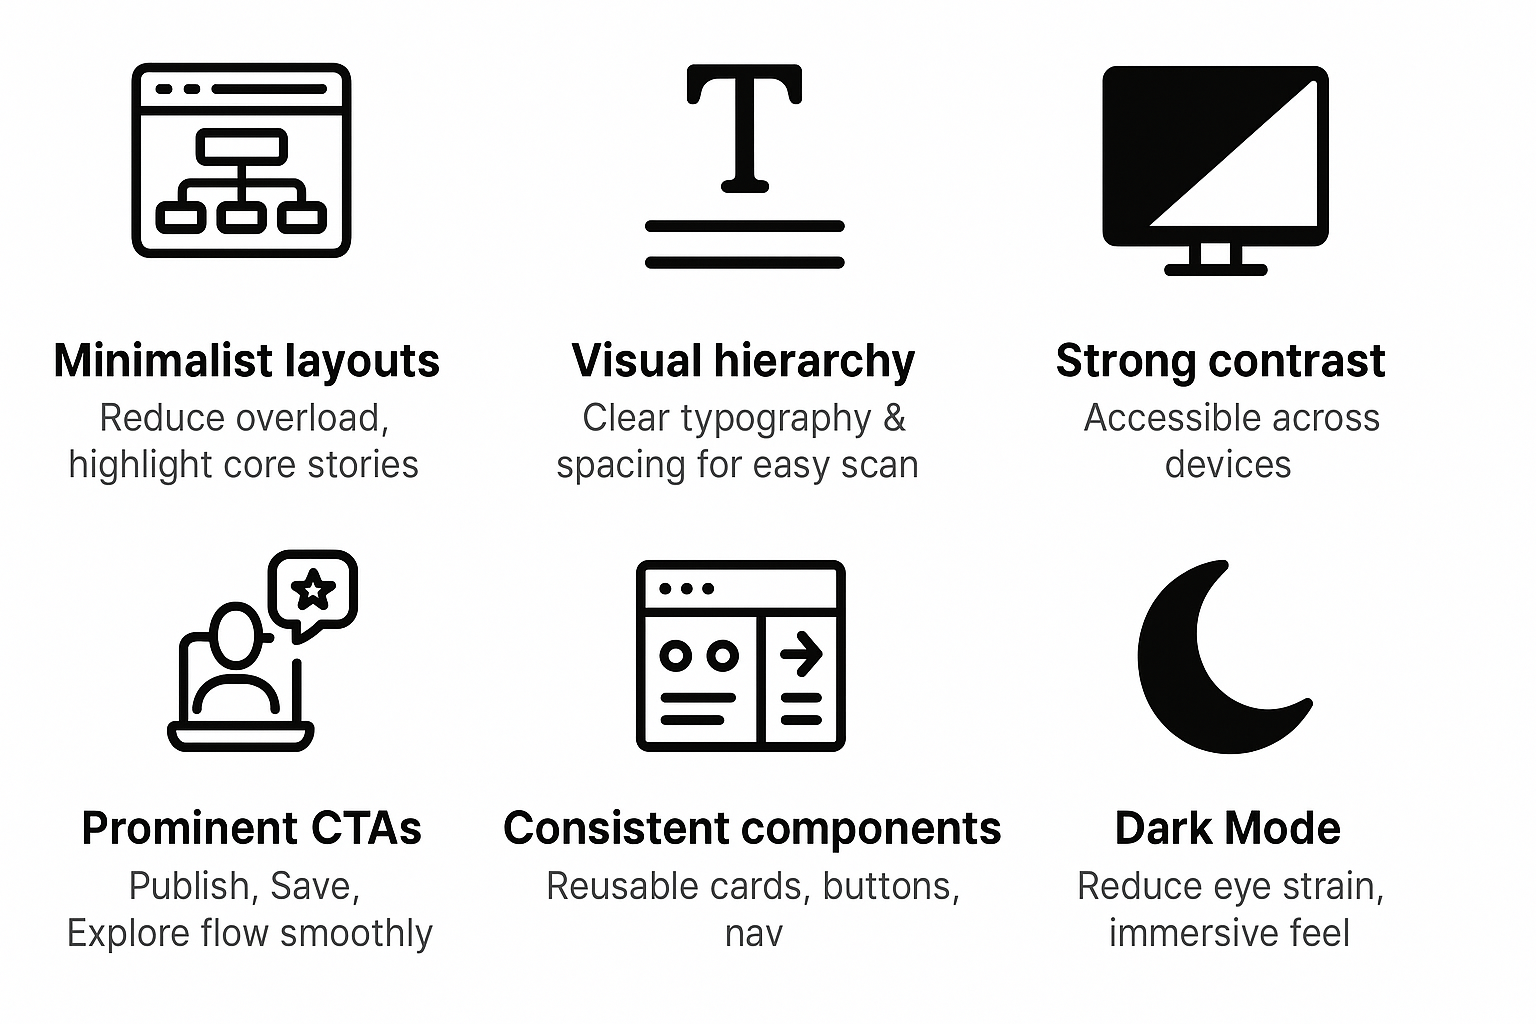 Minimalist layouts
Reduce overload,
highlight core stories
Visual hierarchy
Clear typography &
spacing for easy scan
Strong contrast
Accessible across
devices
Prominent CTAs
Publish, Save,
Explore flow smoothly
Consistent components
Reusable cards, buttons,
nav
Dark Mode
Reduce eye strain,
immersive feel